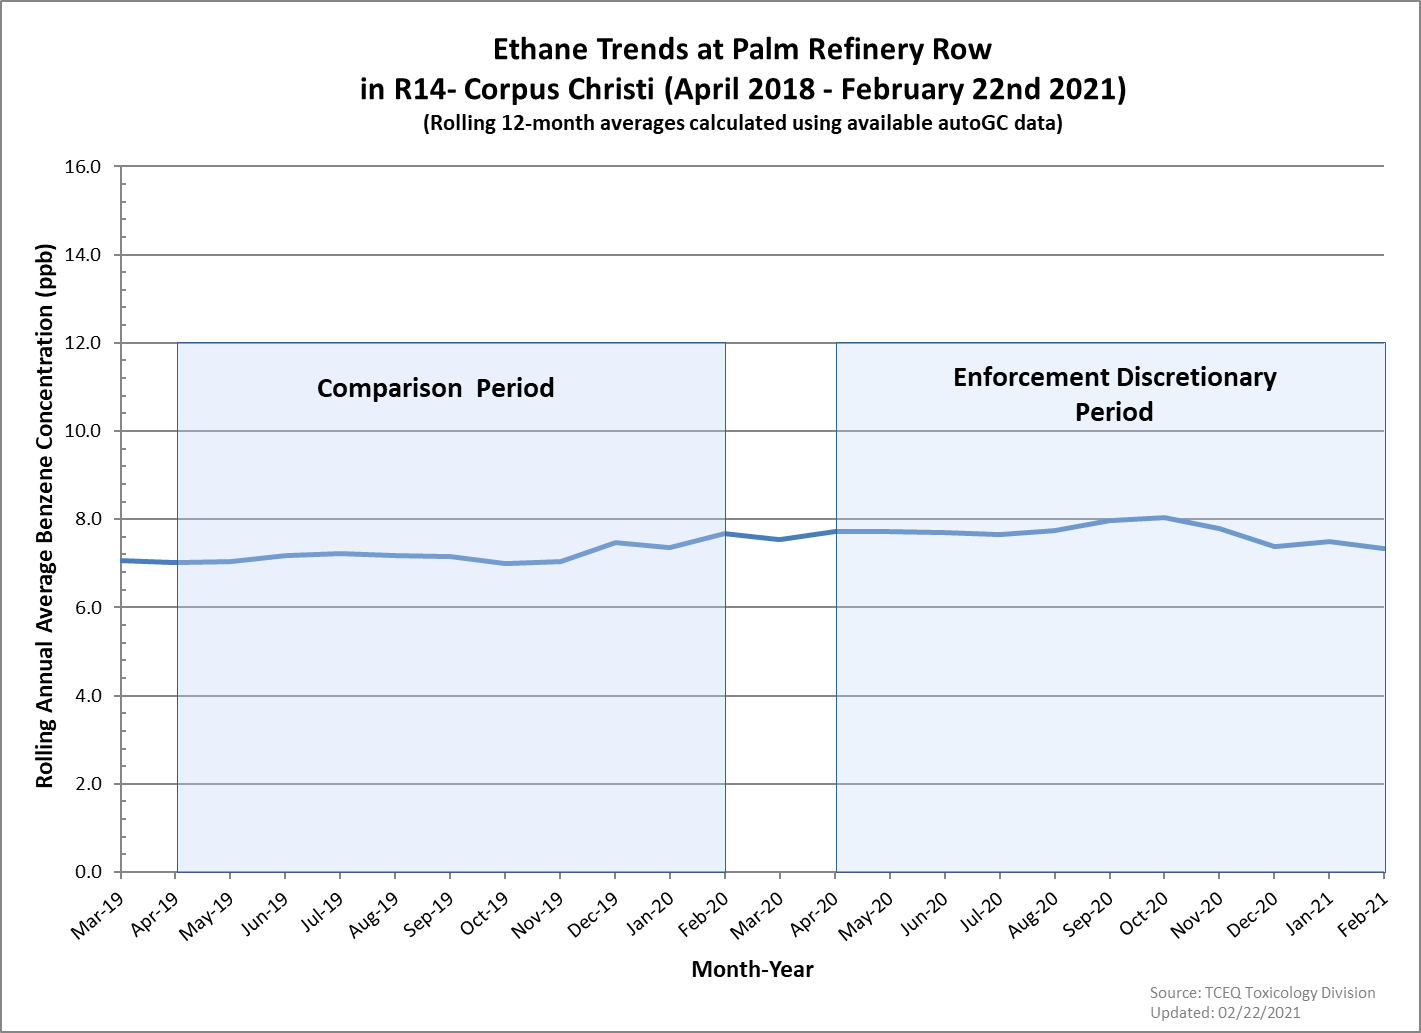 Ethane Trends at Palm Refinery Row
in R14- Corpus Christi (April 2018 - February 22nd 2021)
(Rolling 12-month averages calculated using available autoGC data)
Rolling Annual Average Benzene Concentration (ppb)
16.0
14.0
12.0
10.0
8.0
6.0
4.0
2.0
0.0
Comparison Period
Enforcement Discretionary
Period
Mar-19
Apr-19
May-19
Jun-19
Jul-19
Aug-19
Sep-19
Oct-19
Nov-19
Dec-19
Jan-20
Feb-20
Mar-20
Apr-20
May-20
Jun-20
Jul-20
Aug-20
Sep-20
Oct-20
Nov-20
Dec-20
Jan-21
Feb-21
Month-Year
Source: TCEQ Toxicology Division
Updated: 02/22/2021